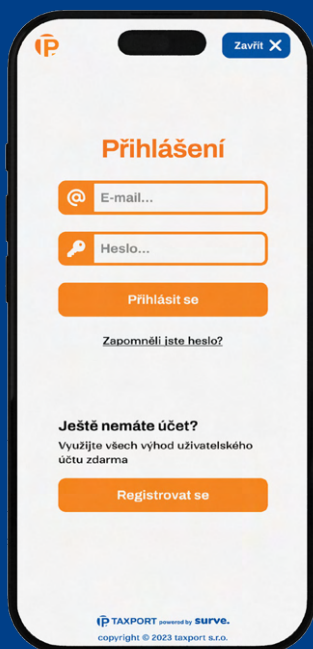 Zavřít
Přihlášení
E-mail...
Heslo...
Přihlásit se
Zapomněli jste heslo?
Ještě nemáte účet?
Využijte všech výhod uživatelského
účtu zdarma
Registrovat se
TAXPORT powered by surve.
copyright © 2023 taxport s.r.o.